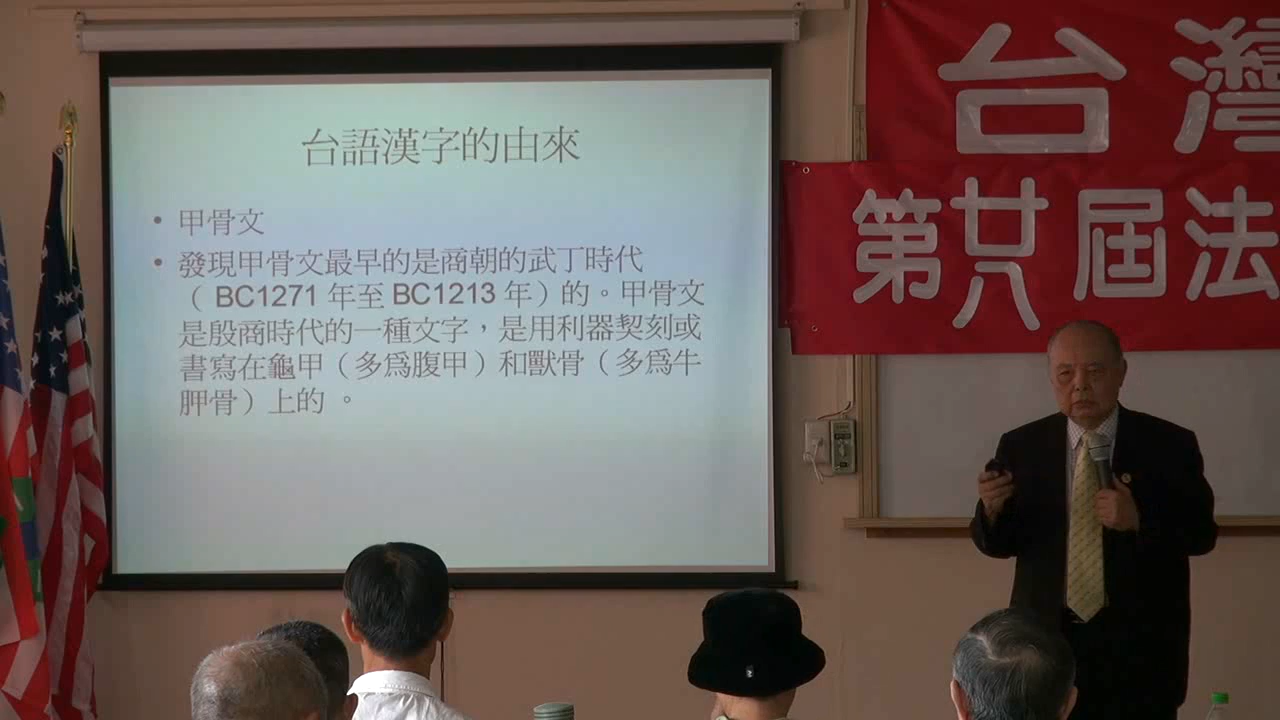 台語漢字的由來
• 甲骨文
• 發現甲骨文最早的是商朝的武丁時代
（ BC1271 年至 BC1213 年）的。甲骨文
是殷商時代的一種文字，是用利器契刻或
書寫在龜甲（多為腹甲）和獸骨（多為牛
胛骨）上的 。
台灣
第廿八屆法